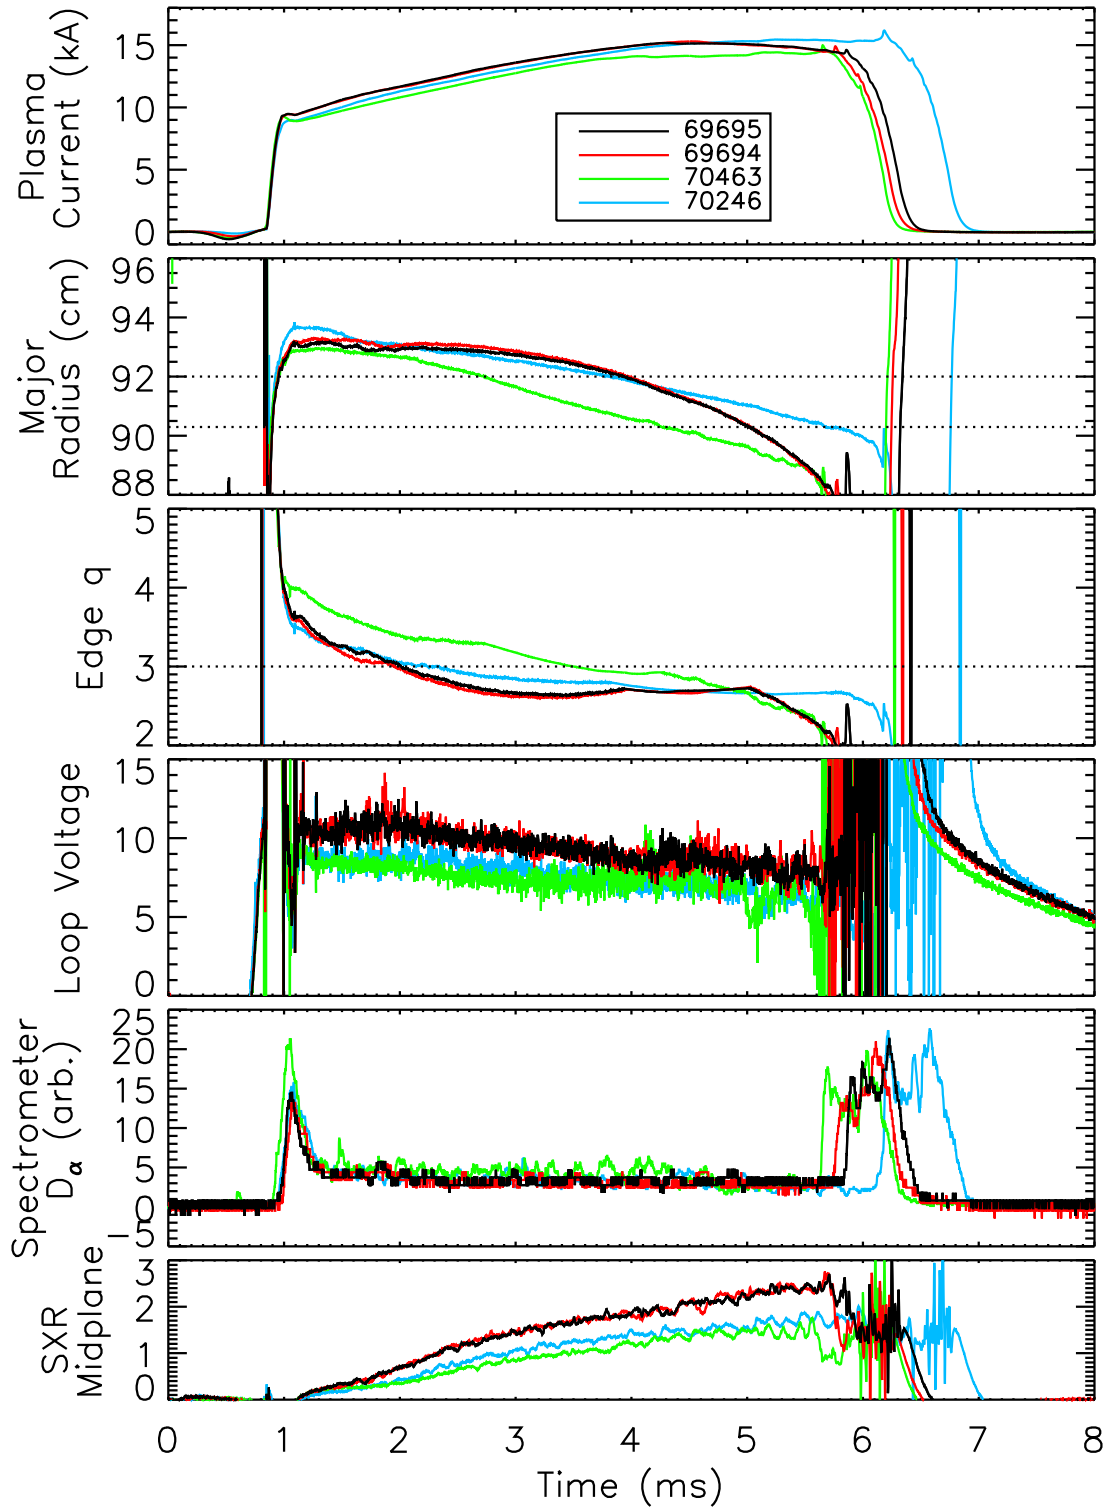 Plasma
Current (kA)
15
10
5
0
69695
69694
70463
70246
Major
Radius (cm)
96
94
92
90
88
Edge q
5
4
3
2
Loop Voltage
15
10
5
0
Spectrometer
Dα (arb.)
25
20
15
10
5
0
-5
SXR
Midplane
3
2
1
0
0 1 2 3 4 5 6 7 8
Time (ms)